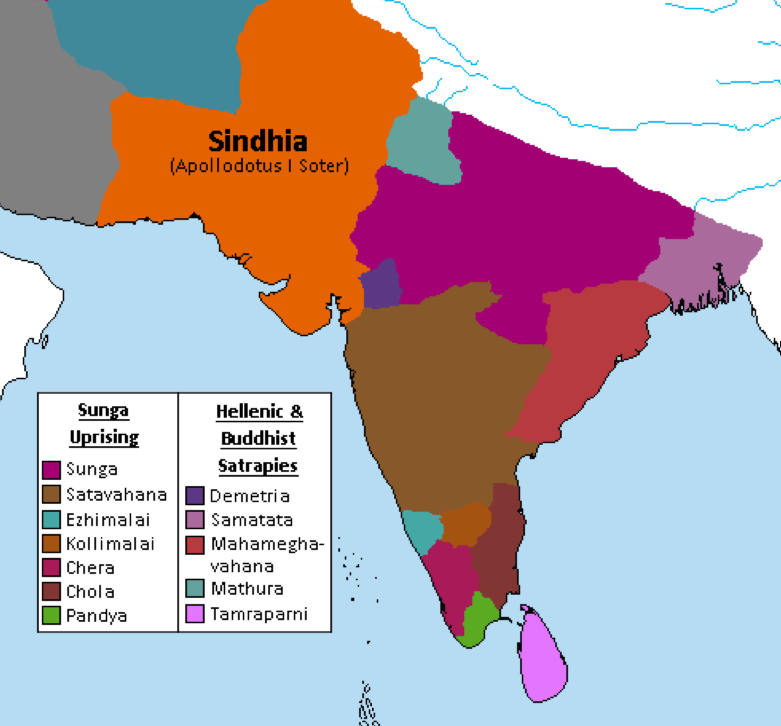 Sindhia
(Apollodotus I Soter)
Sunga
Uprising
Sunga
Satavahana
Ezhimalai
Kollimalai
Chera
Chola
Pandya
Hellenic &
Buddhist
Satrapies
Demetria
Samatata
Mahamegha-
vahana
Mathura
Tamraparni